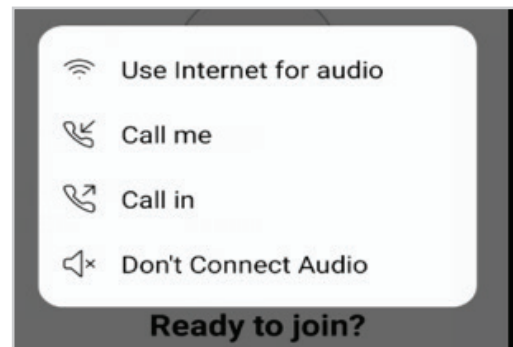 Use Internet for audio
Call me
Call in
Don't Connect Audio
Ready to join?